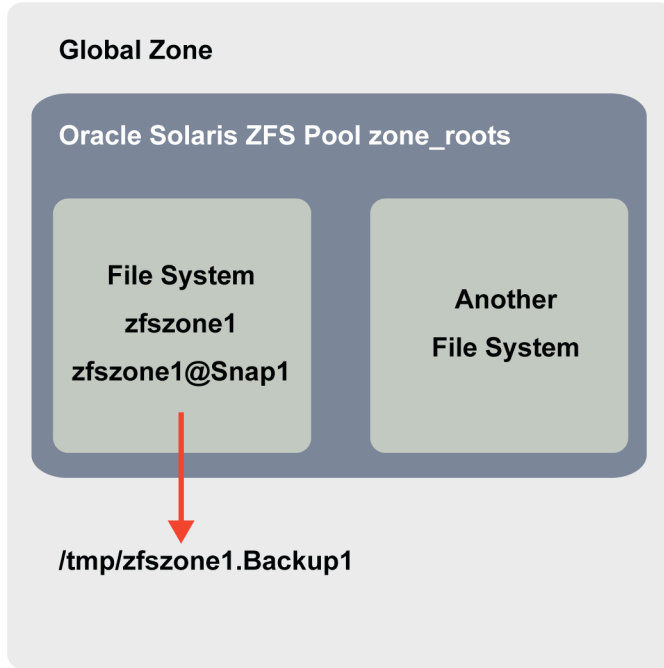 Global Zone
Oracle Solaris ZFS Pool zone_roots
File System
zfszone1
zfszone1@Snap1
Another
File System
/tmp/zfszone1.Backup1